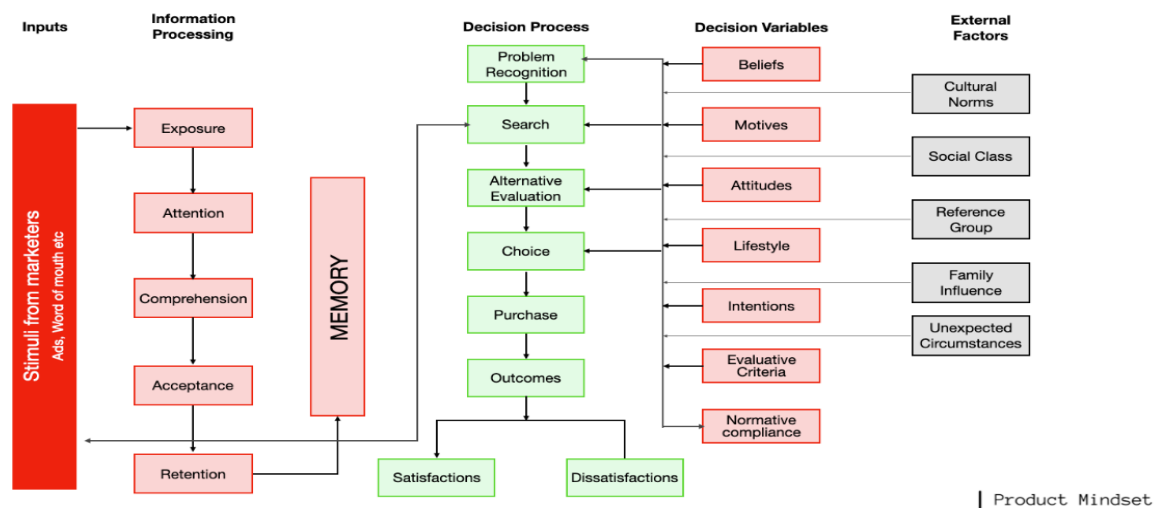 Inputs
Information
Processing
Decision Process
Decision Variables
External
Factors
Stimuli from marketers
Ads, Word of mouth etc
Exposure
Attention
Comprehension
Acceptance
Retention
MEMORY
Problem
Recognition
Search
Alternative
Evaluation
Choice
Purchase
Outcomes
Satisfactions
Dissatisfactions
Beliefs
Motives
Attitudes
Lifestyle
Intentions
Evaluative
Criteria
Normative
compliance
Cultural
Norms
Social Class
Reference
Group
Family
Influence
Unexpected
Circumstances
| Product Mindset